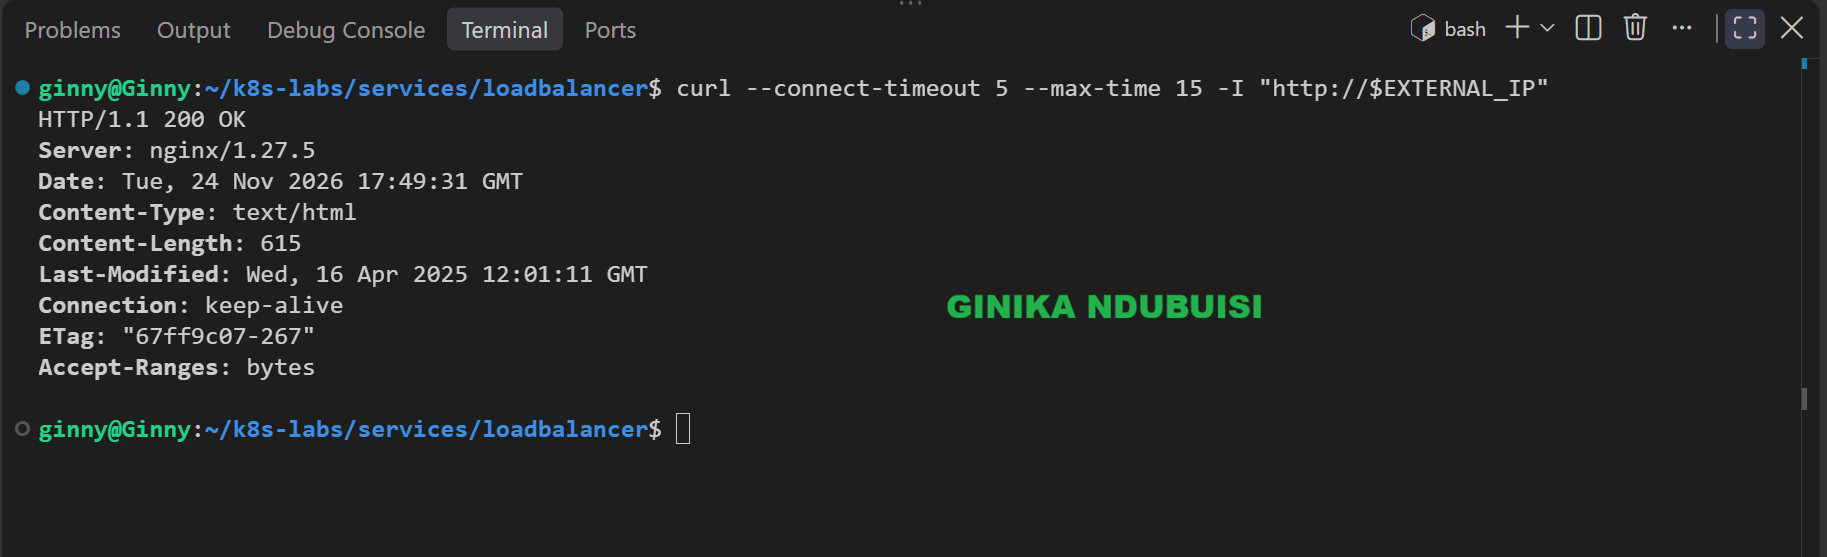 Problems Output Debug Console Terminal Ports bash
ginny@Ginny:~/k8s-labs/services/loadbalancer$ curl --connect-timeout 5 --max-time 15 -I "http://$EXTERNAL_IP"
HTTP/1.1 200 OK
Server: nginx/1.27.5
Date: Tue, 24 Nov 2026 17:49:31 GMT
Content-Type: text/html
Content-Length: 615
Last-Modified: Wed, 16 Apr 2025 12:01:11 GMT
Connection: keep-alive
GINIKA NDUBUISI
ETag: "67ff9c07-267"
Accept-Ranges: bytes
ginny@Ginny:~/k8s-labs/services/loadbalancer$